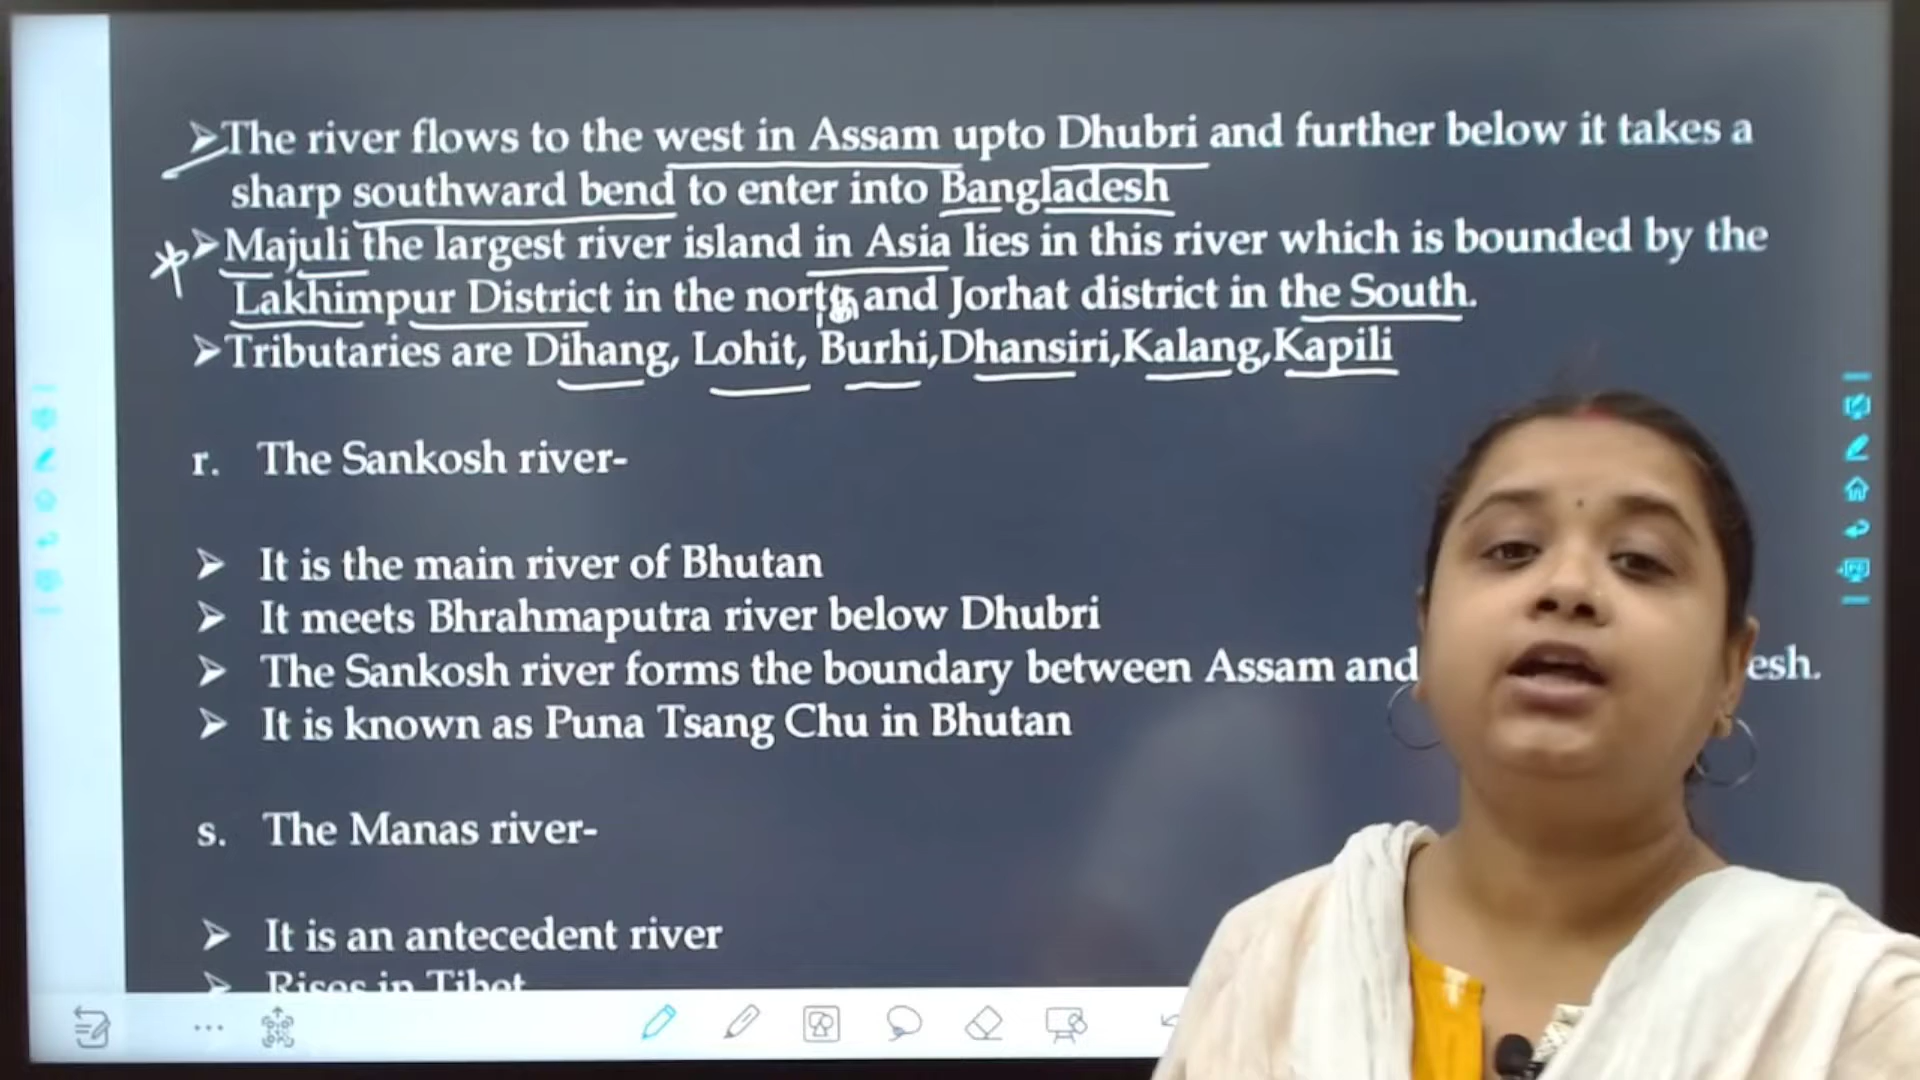 ➢The river flows to the west in Assam upto Dhubri and further below it takes a
sharp southward bend to enter into Bangladesh
➢Majuli the largest river island in Asia lies in this river which is bounded by the
Lakhimpur District in the north and Jorhat district in the South.
➢Tributaries are Dihang, Lohit, Burhi,Dhansiri,Kalang,Kapili
r. The Sankosh river-
➢ It is the main river of Bhutan
➢ It meets Bhrahmaputra river below Dhubri
➢ The Sankosh river forms the boundary between Assam and esh.
➢ It is known as Puna Tsang Chu in Bhutan
s. The Manas river-
➢ It is an antecedent river
➢ Rises in Tibet